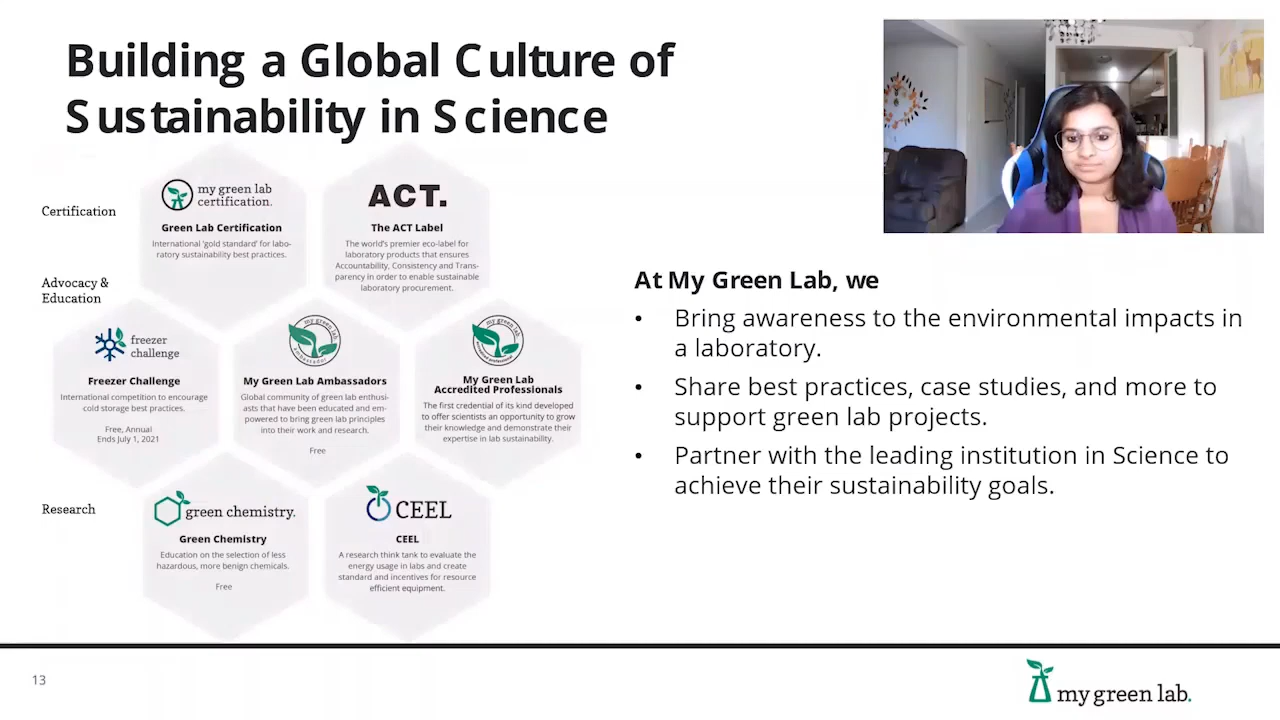 Building a Global Culture of
Sustainability in Science
Certification
my green lab
certification.
Green Lab Certification
International 'gold standard' for labo-
ratory sustainability best practices.
ACT.
The ACT Label
The world's premier eco-label for
laboratory products that ensures
Accountability, Consistency and Trans-
parency in order to enable sustainable
laboratory procurement.
Advocacy &
Education
freezer
challenge
Freezer Challenge
International competition to encourage
cold storage best practices.
Free, Annual
Ends July 1, 2021
my green lab
ambassador
My Green Lab Ambassadors
Global community of green lab enthusi-
asts that have been educated and em-
powered to bring green lab principles
into their work and research.
Free
my green lab
accredited professional
My Green Lab
Accredited Professionals
The first credential of its kind developed
to offer scientists an opportunity to grow
their knowledge and demonstrate their
expertise in lab sustainability.
Research
green chemistry.
Green Chemistry
Education on the selection of less
hazardous, more benign chemicals.
Free
CEEL
CEEL
A research think tank to evaluate the
energy usage in labs and create
standard and incentives for resource
efficient equipment.
At My Green Lab, we
• Bring awareness to the environmental impacts in
a laboratory.
• Share best practices, case studies, and more to
support green lab projects.
• Partner with the leading institution in Science to
achieve their sustainability goals.
13
my green lab.